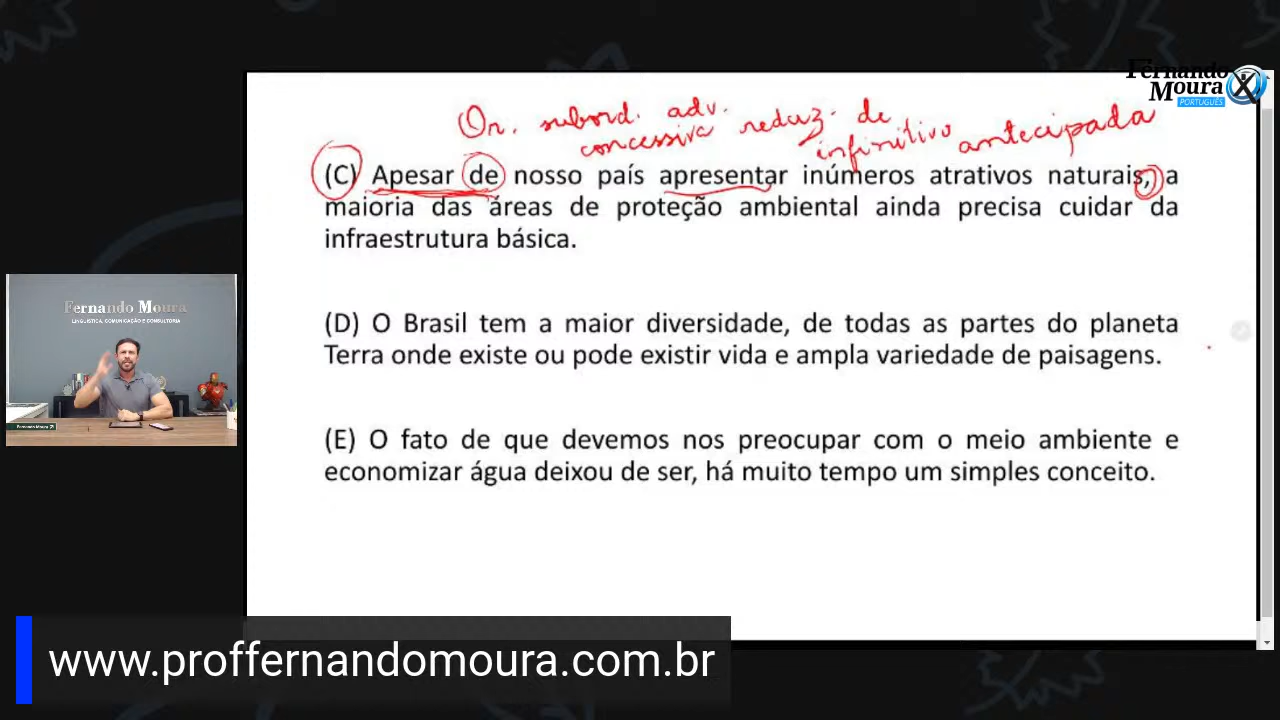 Fernando
Moura
PORTUGUÊS
Or. subord. adv. reduz. de
concessiva infinitivo antecipada
(C) Apesar de nosso país apresentar inúmeros atrativos naturais, a
maioria das áreas de proteção ambiental ainda precisa cuidar da
infraestrutura básica.
(D) O Brasil tem a maior diversidade, de todas as partes do planeta
Terra onde existe ou pode existir vida e ampla variedade de paisagens.
(E) O fato de que devemos nos preocupar com o meio ambiente e
economizar água deixou de ser, há muito tempo um simples conceito.
Fernando Moura
LINGUÍSTICA, COMUNICAÇÃO E CONSULTORIA
Fernando Moura
www.proffernandomoura.com.br